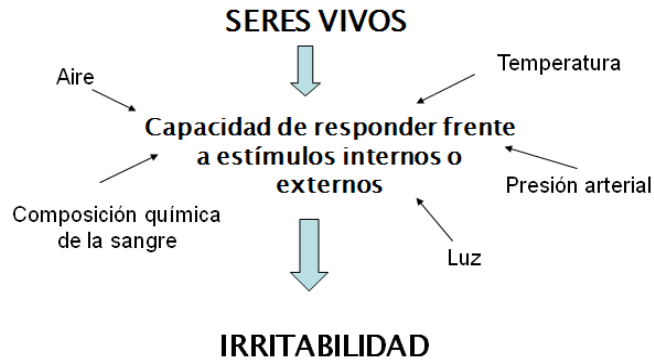 SERES VIVOS
Aire
Temperatura
Capacidad de responder frente
a estímulos internos o
externos
Composición química
de la sangre
Presión arterial
Luz
IRRITABILIDAD